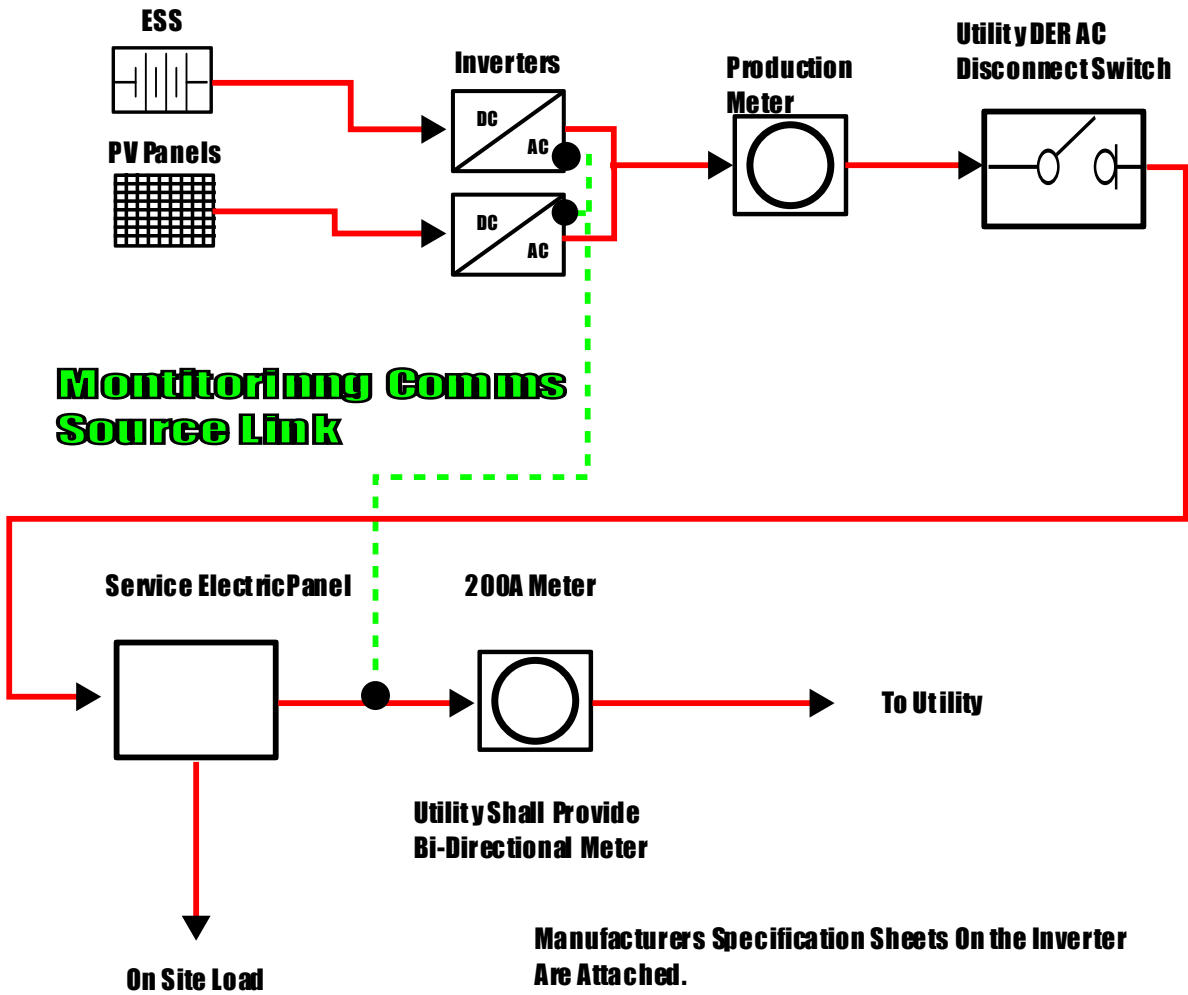 ESS
Utility DER AC
Disconnect Switch
Inverters
Production
Meter
DC
AC
PV Panels
DC
AC
Montitorinng Comms
Source Link
Service Electric Panel
200A Meter
To Utility
Utility Shall Provide
Bi-Directional Meter
Manufacturers Specification Sheets On the Inverter
Are Attached.
On Site Load